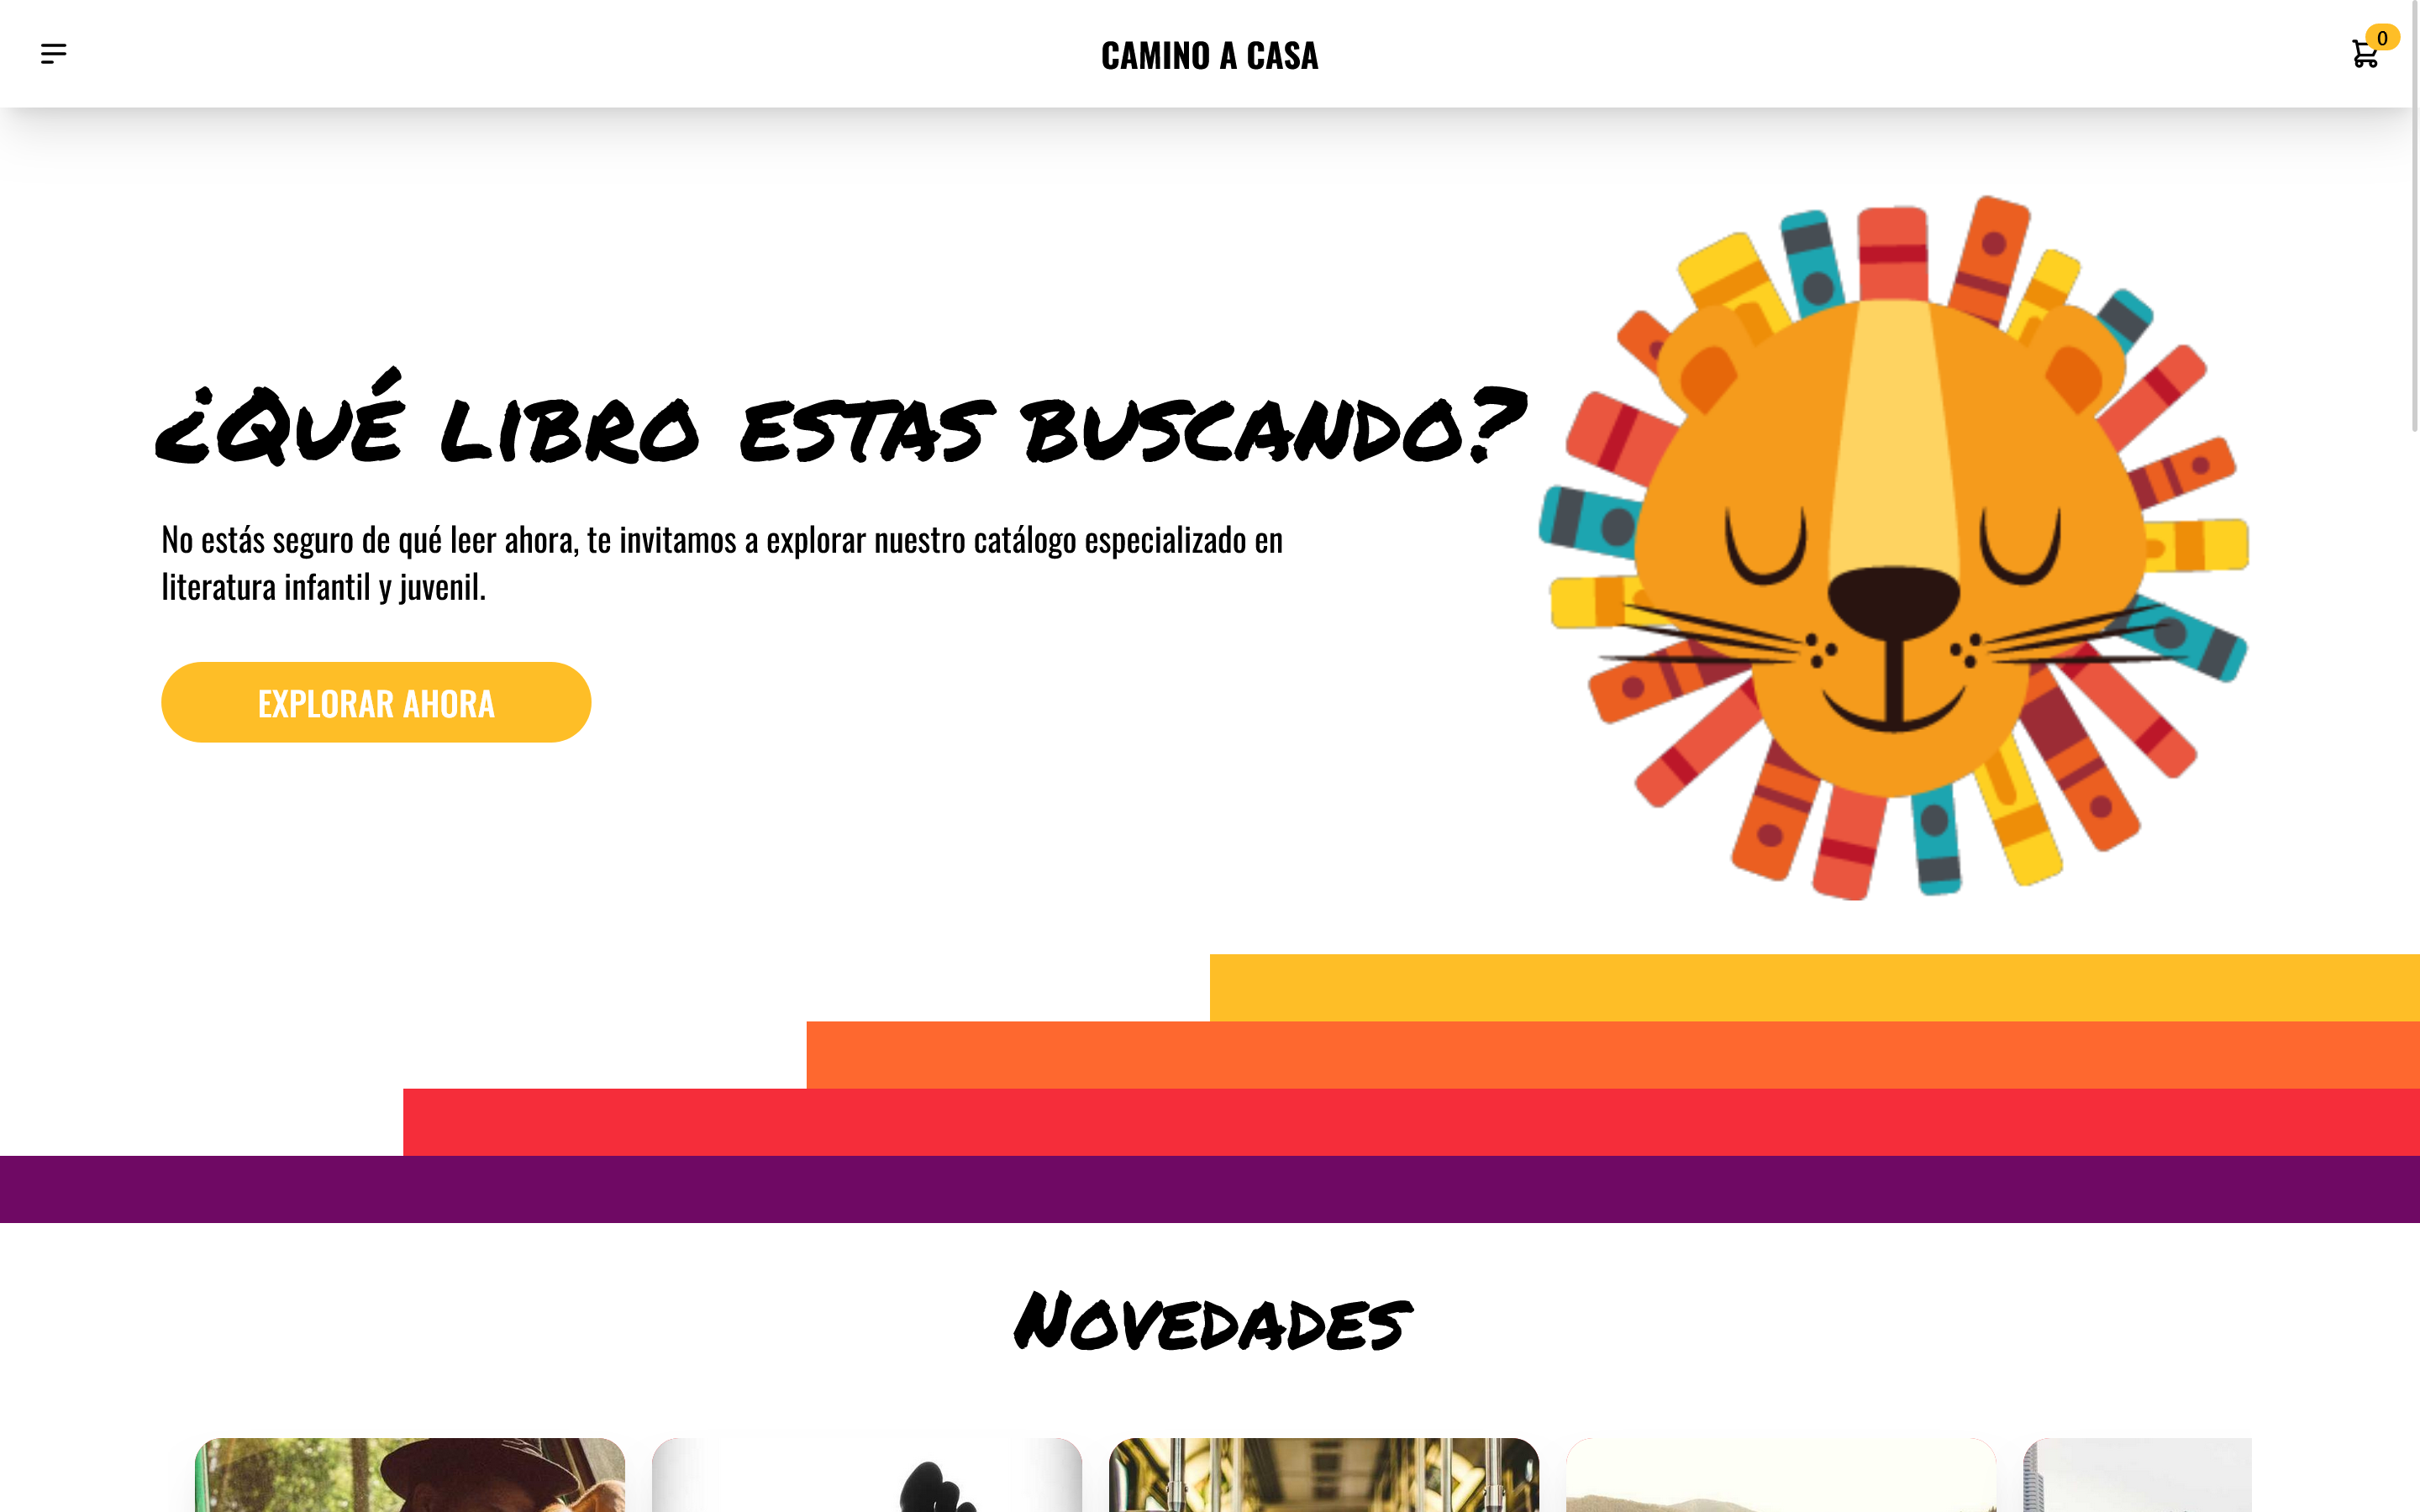 CAMINO A CASA
0
¿QUÉ LIBRO ESTAS BUSCANDO?
No estás seguro de qué leer ahora, te invitamos a explorar nuestro catálogo especializado en
literatura infantil y juvenil.
EXPLORAR AHORA
NOVEDADES